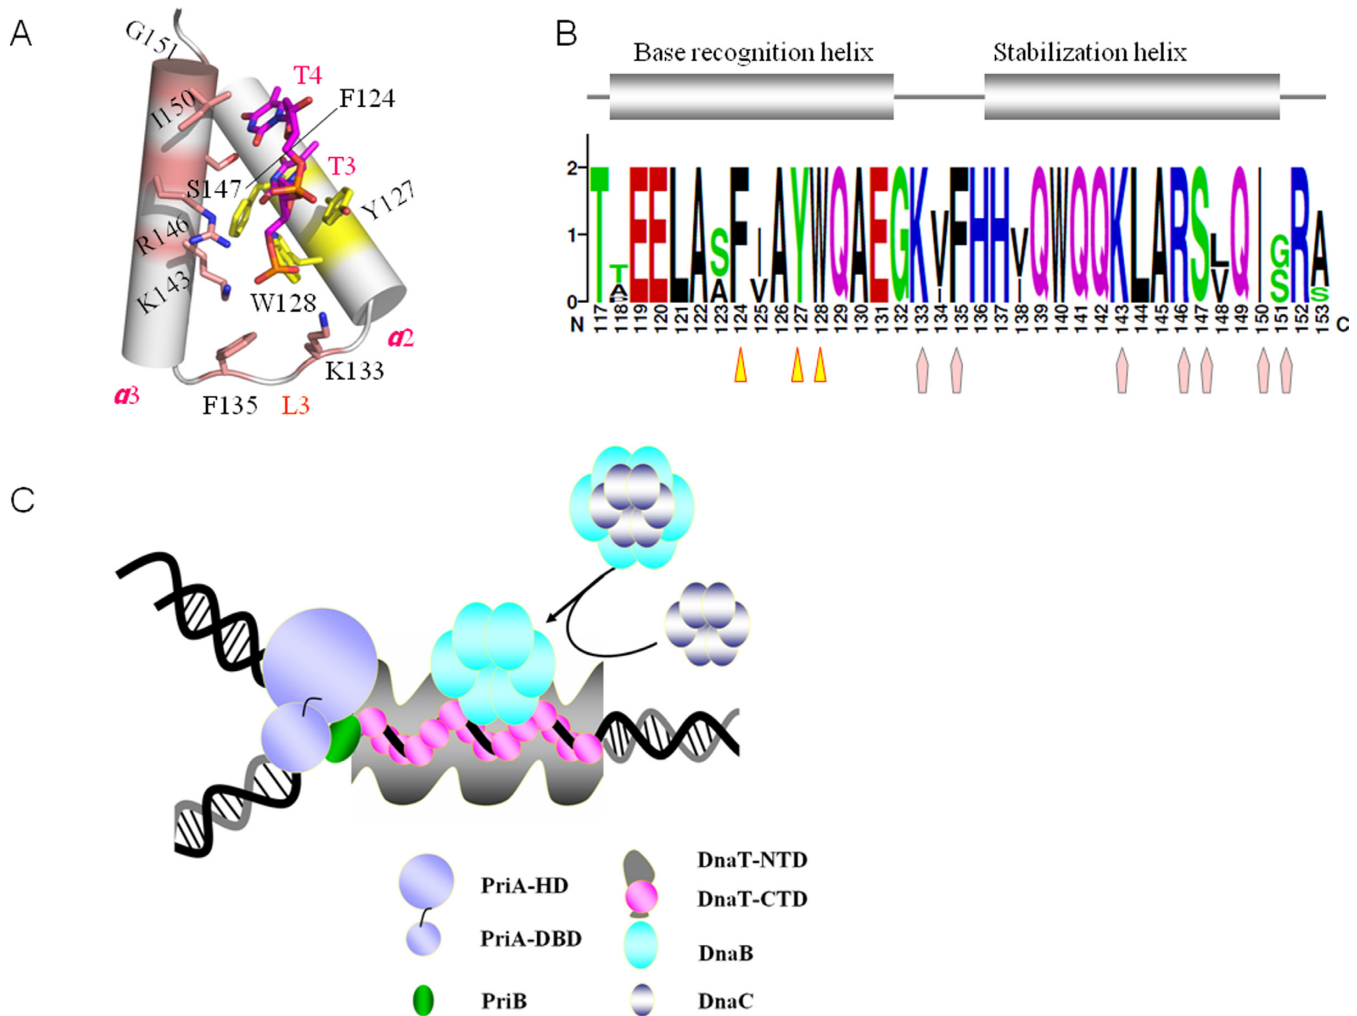 A
G151
I150
T4
F124
T3
S147
Y127
R146
K143
W128
α2
K133
α3
F135
L3
B
Base recognition helix
Stabilization helix
2
1
0
N
117 118 119 120 121 122 123 124 125 126 127 128 129 130 131 132 133 134 135 136 137 138 139 140 141 142 143 144 145 146 147 148 149 150 151 152 153
C
C
PriA-HD
PriA-DBD
PriB
DnaT-NTD
DnaT-CTD
DnaB
DnaC